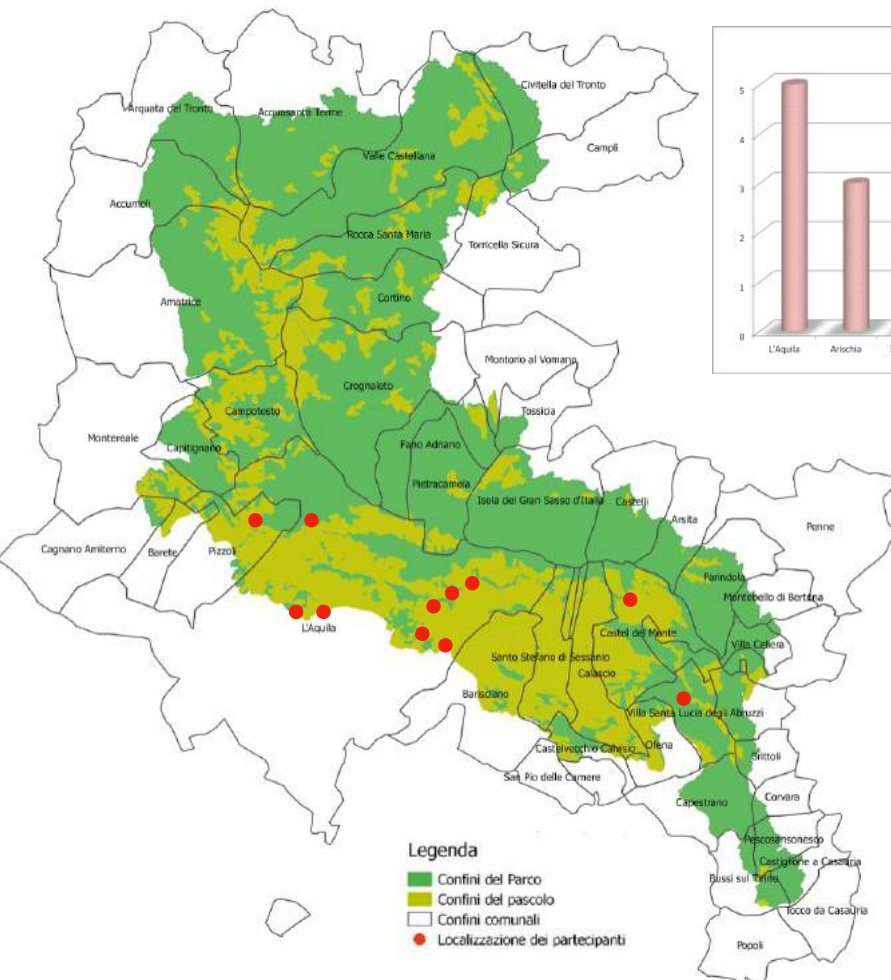 Civitella del Tronto
Arquata del Tronto
Acquasanta Terme
Campli
Valle Castellana
Accumoli
Rocca Santa Maria
Torricella Sicura
Amatrice
Cortino
Montorio al Vomano
Crognaleto
Tossicia
Campotosto
Montereale
Capitignano
Fano Adriano
Pietracamela
Isola del Gran Sasso d'Italia
Castelli
Arsita
Penne
Cagnano Amiterno
Barete
Pizzoli
Farindola
Montebello di Bertona
L'Aquila
Castel del Monte
Villa Celiera
Santo Stefano di Sessanio
Calascio
Barisciano
Villa Santa Lucia degli Abruzzi
Castelvecchio Calvisio
Ofena
Brittoli
San Pio delle Camere
Capestrano
Corvara
Pescosansonesco
Castiglione a Casauria
Bussi sul Tirino
Tocco da Casauria
Popoli
5
4
3
2
1
0
L'Aquila
Arischia
Legenda
Confini del Parco
Confini del pascolo
Confini comunali
Localizzazione dei partecipanti